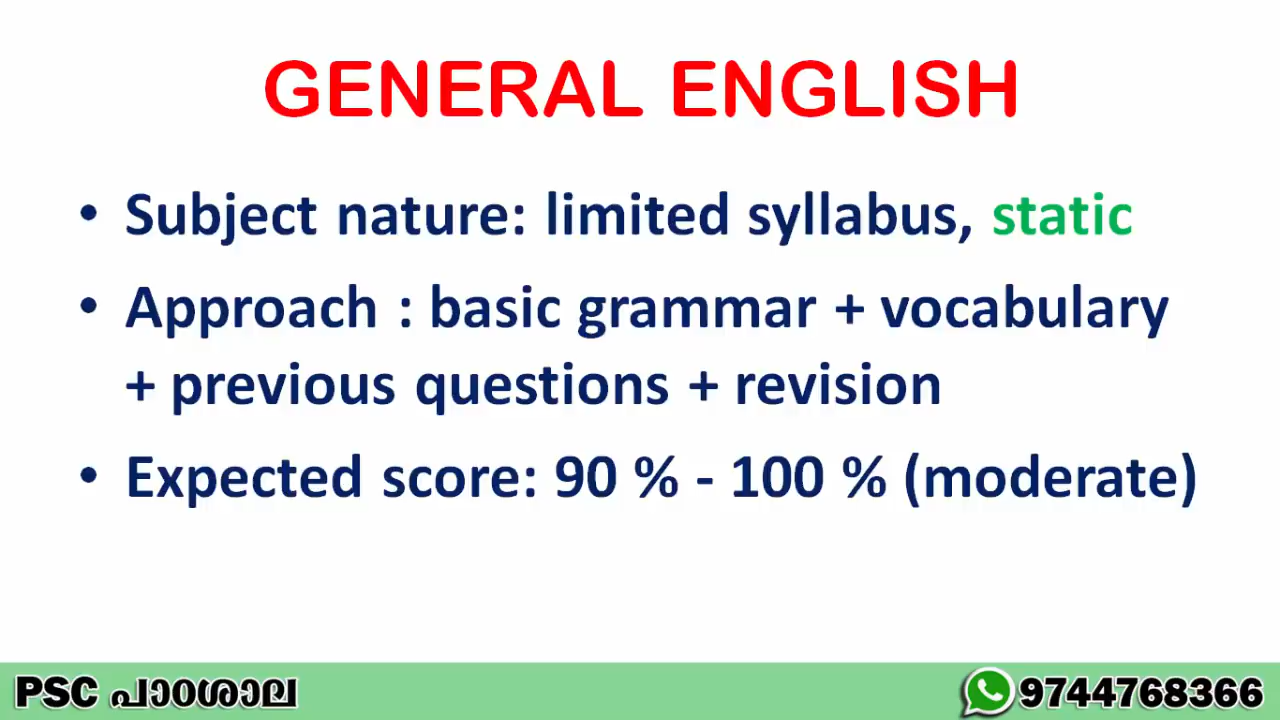 GENERAL ENGLISH
• Subject nature: limited syllabus, static
• Approach : basic grammar + vocabulary
+ previous questions + revision
• Expected score: 90 % - 100 % (moderate)
PSC പാഠശാല
9744768366